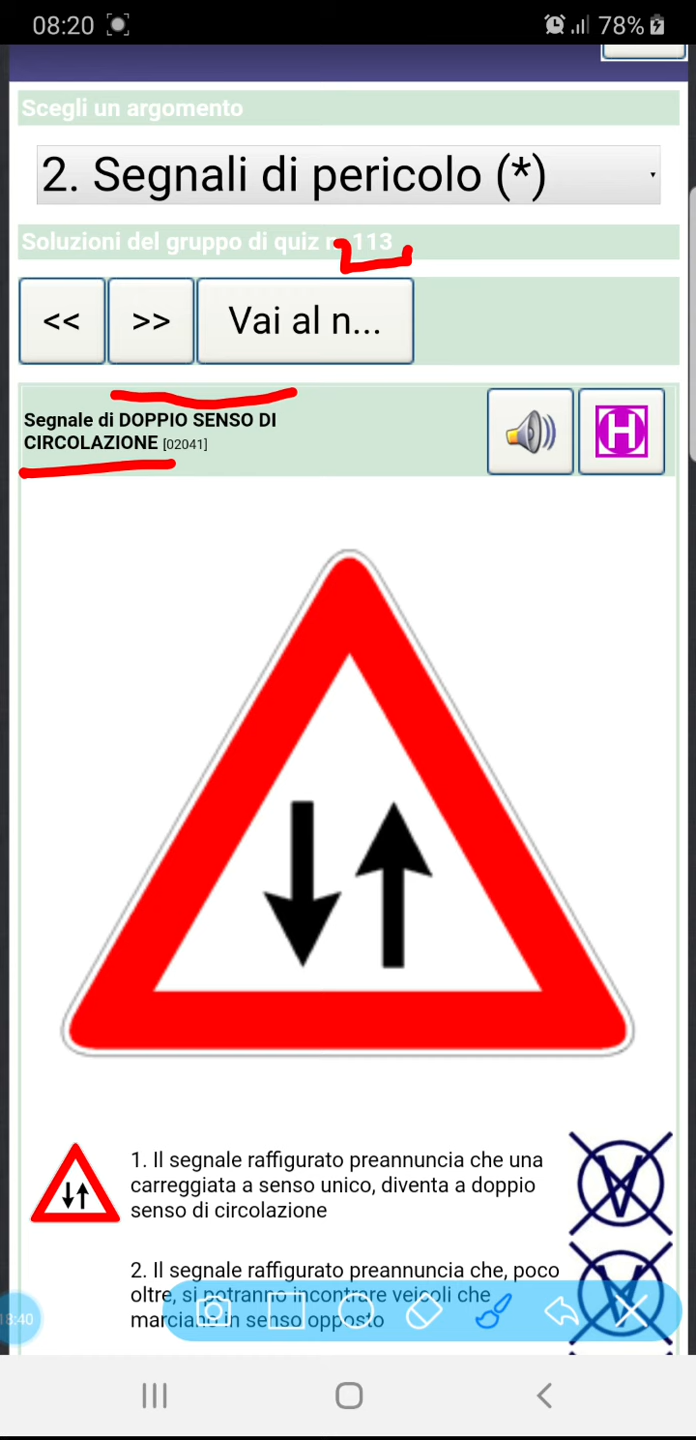 08:20
78%
Scegli un argomento
2. Segnali di pericolo (*)
Soluzioni del gruppo di quiz n. 113
<<
>>
Vai al n...
Segnale di DOPPIO SENSO DI
CIRCOLAZIONE [02041]
H
1. Il segnale raffigurato preannuncia che una
carreggiata a senso unico, diventa a doppio
senso di circolazione
V
2. Il segnale raffigurato preannuncia che, poco
oltre, si potranno incontrare veicoli che
marciano in senso opposto
V
18:40